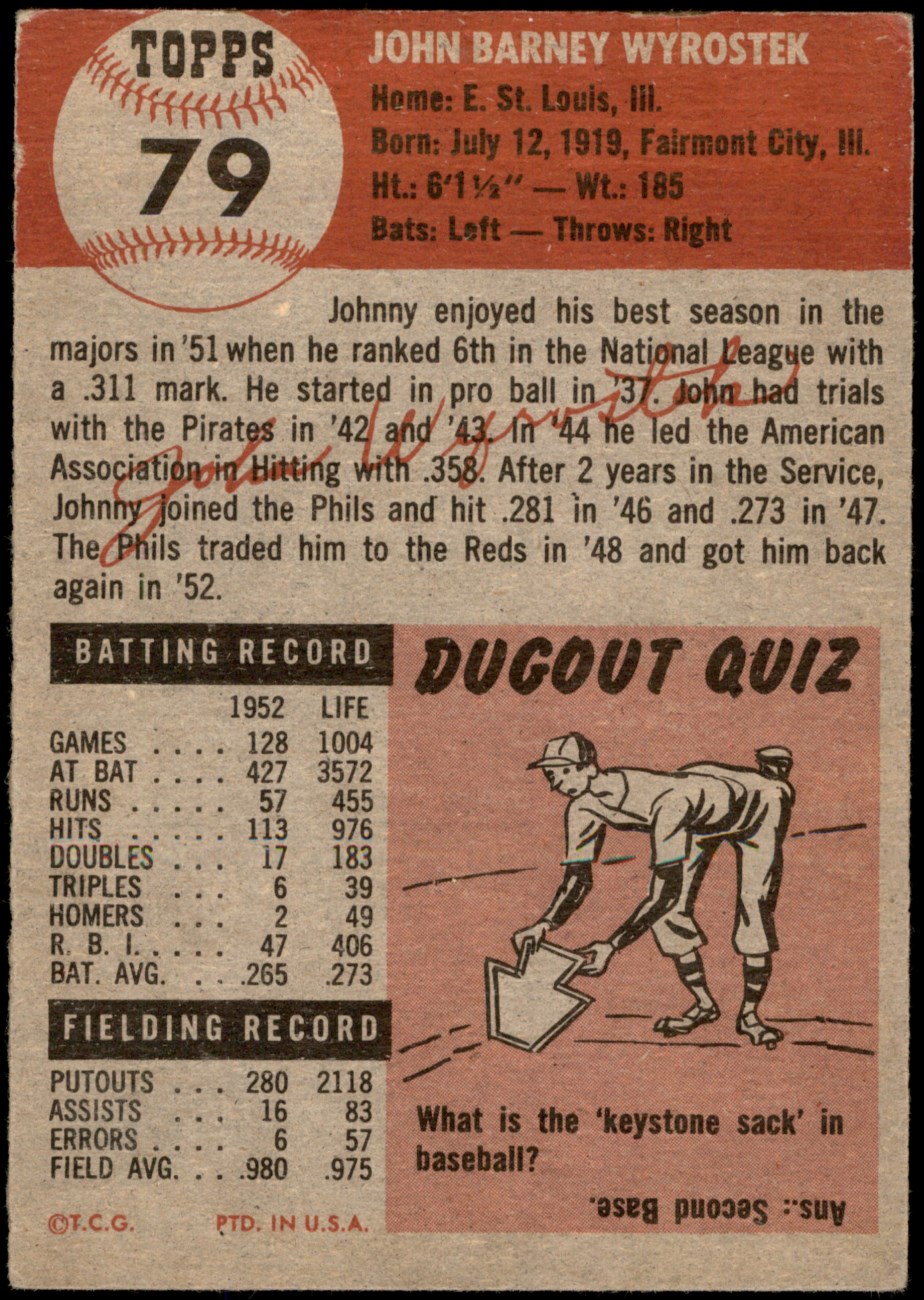 TOPPS
79
JOHN BARNEY WYROSTEK
Home: E. St. Louis, Ill.
Born: July 12, 1919, Fairmont City, Ill.
Ht.: 6'1½" — Wt.: 185
Bats: Left — Throws: Right
Johnny enjoyed his best season in the
majors in '51 when he ranked 6th in the National League with
a .311 mark. He started in pro ball in '37. John had trials
with the Pirates in '42 and '43. In '44 he led the American
Association in Hitting with .358. After 2 years in the Service,
Johnny joined the Phils and hit .281 in '46 and .273 in '47.
The Phils traded him to the Reds in '48 and got him back
again in '52.
John Wyrostek
BATTING RECORD
1952 LIFE
GAMES . . . . 128 1004
AT BAT . . . . 427 3572
RUNS . . . . . 57 455
HITS . . . . . 113 976
DOUBLES . . . 17 183
TRIPLES . . . 6 39
HOMERS . . . 2 49
R. B. I. . . . . 47 406
BAT. AVG. . . .265 .273
FIELDING RECORD
PUTOUTS . . . 280 2118
ASSISTS . . . 16 83
ERRORS . . . . 6 57
FIELD AVG. . . .980 .975
©T.C.G. PTD. IN U.S.A.
DUGOUT QUIZ
What is the 'keystone sack' in
baseball?
Ans.: Second Base.